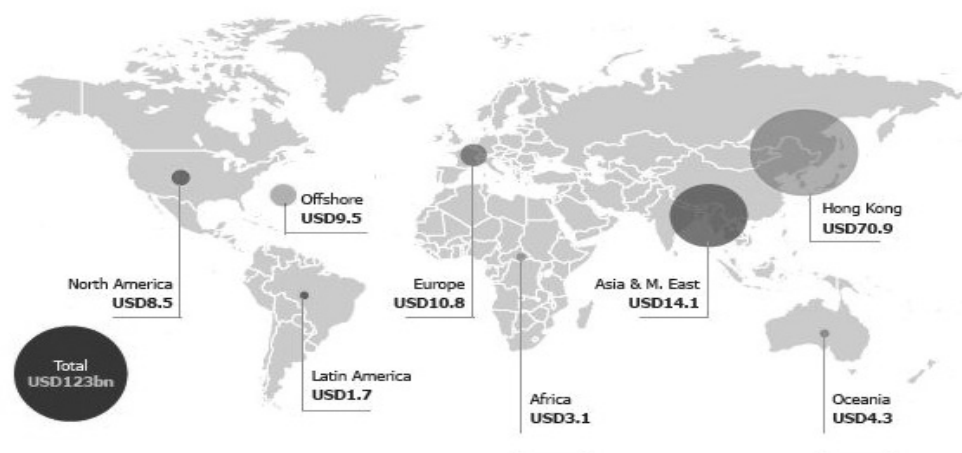 Offshore
USD9.5
Hong Kong
USD70.9
North America
USD8.5
Europe
USD10.8
Asia & M. East
USD14.1
Total
USD123bn
Latin America
USD1.7
Africa
USD3.1
Oceania
USD4.3